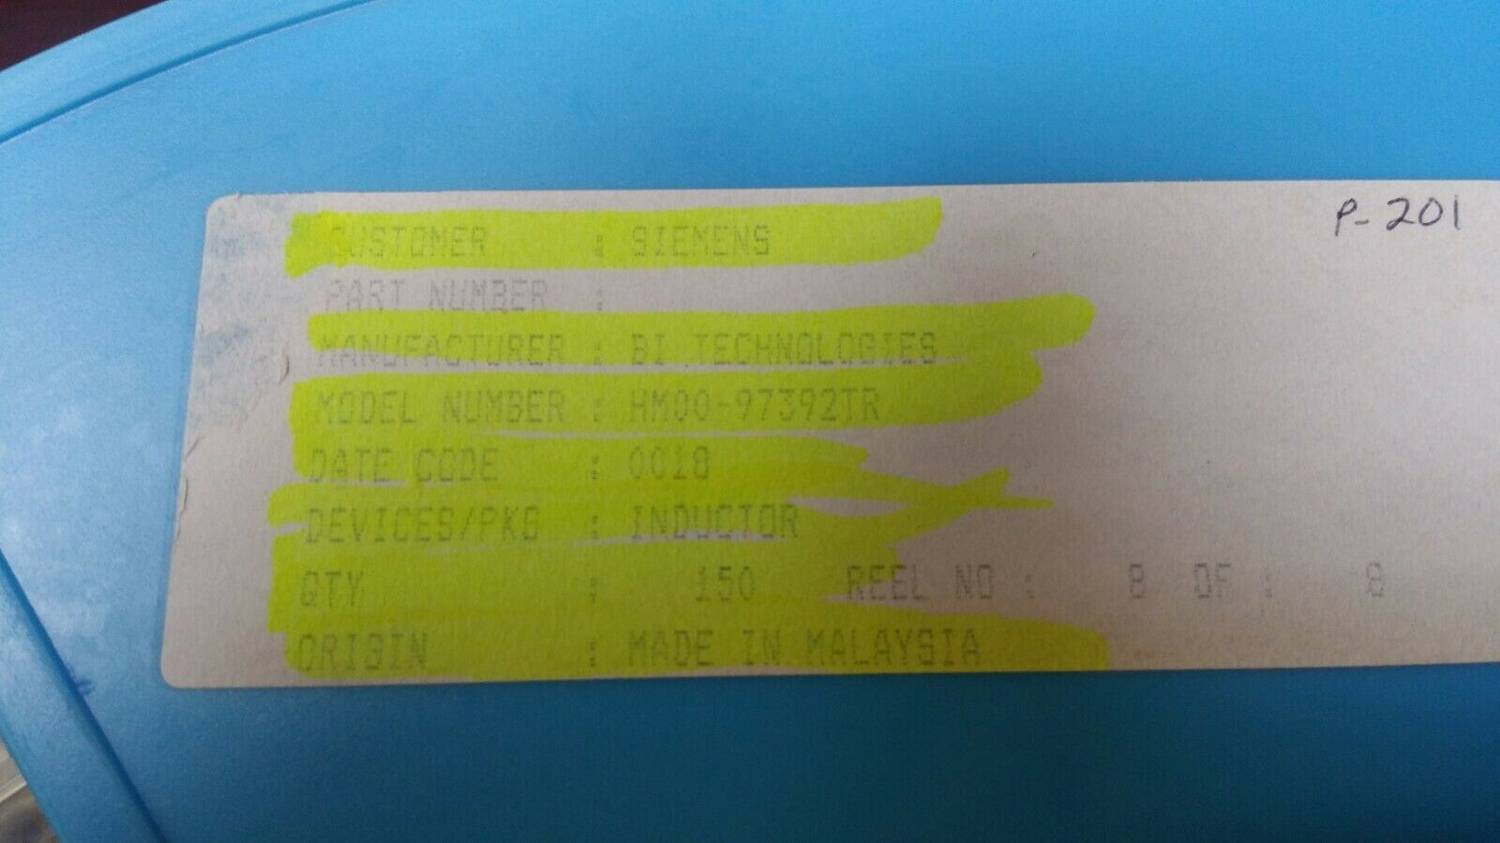 P-201
CUSTOMER : SIEMENS
PART NUMBER :
MANUFACTURER : BI TECHNOLOGIES
MODEL NUMBER : HM00-97392TR
DATE CODE : 0018
DEVICES/PKG : INDUCTOR
QTY : 150 REEL NO : 8 OF : 8
ORIGIN : MADE IN MALAYSIA